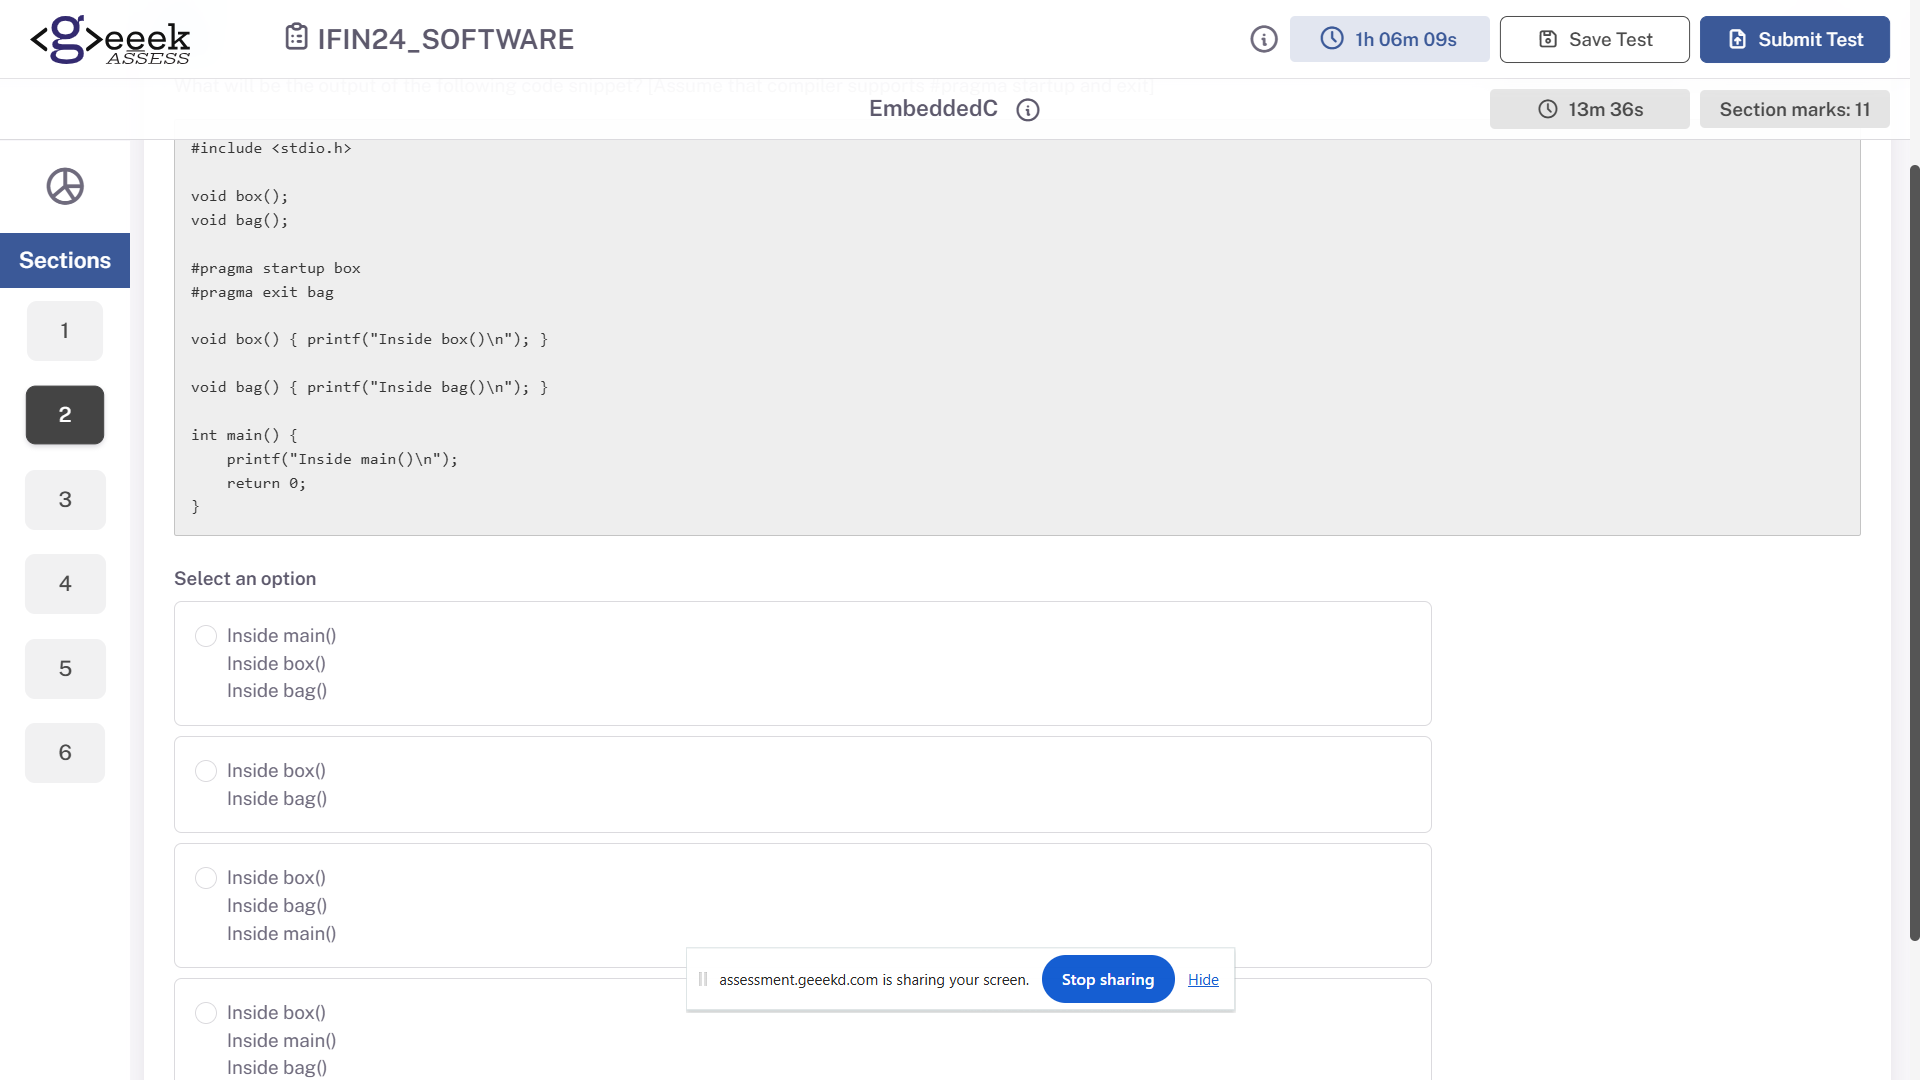 <g>eeek
ASSESS
IFIN24_SOFTWARE
1h 06m 09s
Save Test
Submit Test
What will be the output of the following code snippet? [Assume that compiler supports #pragma startup and exit]
EmbeddedC
13m 36s
Section marks: 11
Sections
1
2
3
4
5
6
#include <stdio.h>
void box();
void bag();
#pragma startup box
#pragma exit bag
void box() { printf("Inside box()\n"); }
void bag() { printf("Inside bag()\n"); }
int main() {
printf("Inside main()\n");
return 0;
}
Select an option
Inside main()
Inside box()
Inside bag()
Inside box()
Inside bag()
Inside box()
Inside bag()
Inside main()
Inside box()
Inside main()
Inside bag()
assessment.geeekd.com is sharing your screen.
Stop sharing
Hide